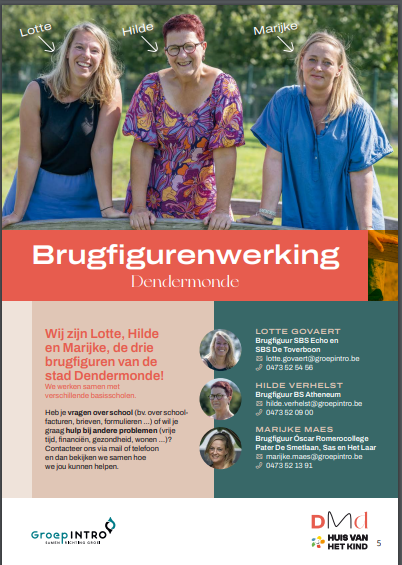 Lotte Hilde Marijke
Brugfigurenwerking
Dendermonde
Wij zijn Lotte, Hilde
en Marijke, de drie
brugfiguren van de
stad Dendermonde!
We werken samen met
verschillende basisscholen.
Heb je vragen over school (bv. over school-
facturen, brieven, formulieren ...) of wil je
graag hulp bij andere problemen (vrije
tijd, financiën, gezondheid, wonen ...)?
Contacteer ons via mail of telefoon
en dan bekijken we samen hoe
we jou kunnen helpen.
LOTTE GOVAERT
Brugfiguur SBS Echo en
SBS De Toverboon
lotte.govaert@groepintro.be
0473 52 54 56
HILDE VERHELST
Brugfiguur BS Atheneum
hilde.verhelst@groepintro.be
0473 52 09 00
MARIJKE MAES
Brugfiguur Óscar Romerocollege
Pater De Smetlaan, Sas en Het Laar
marijke.maes@groepintro.be
0473 52 13 91
Groep INTRO
SAMEN RICHTING GROEI
DMd
HUIS VAN
HET KIND
5